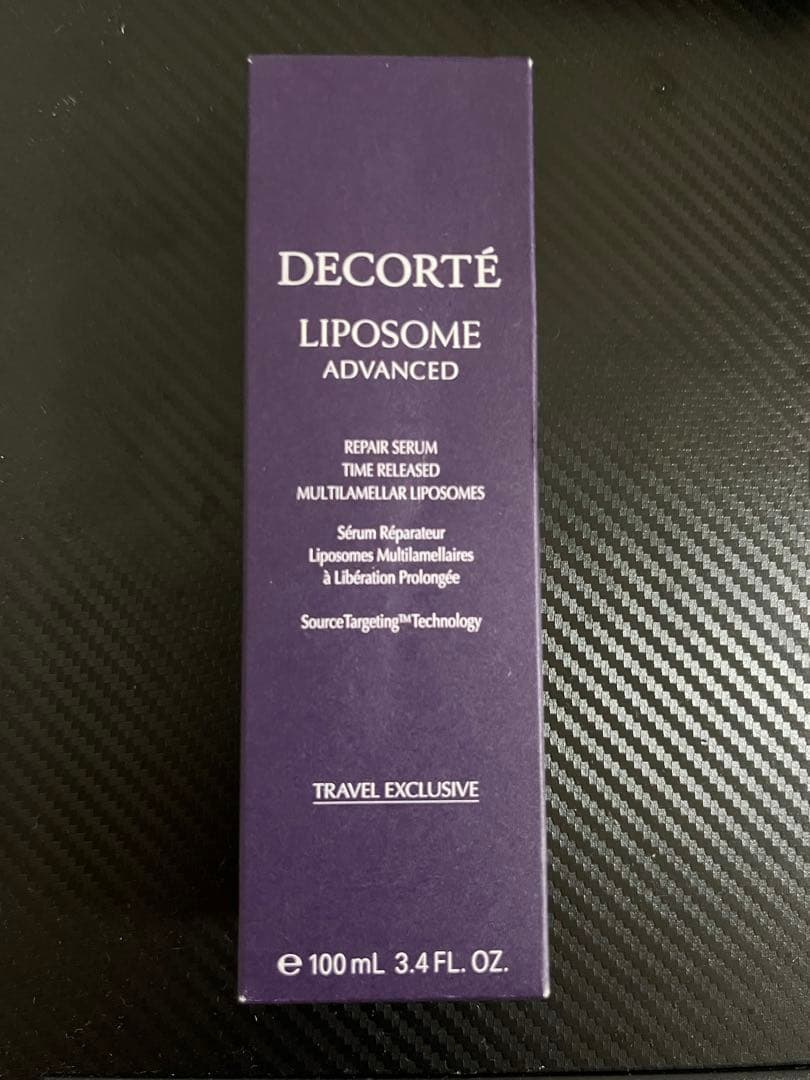 DECORTÉ
LIPOSOME
ADVANCED
REPAIR SERUM
TIME RELEASED
MULTILAMELLAR LIPOSOMES
Sérum Réparateur
Liposomes Multilamellaires
à Libération Prolongée
SourceTargeting™Technology
TRAVEL EXCLUSIVE
℮ 100 mL 3.4 FL. OZ.